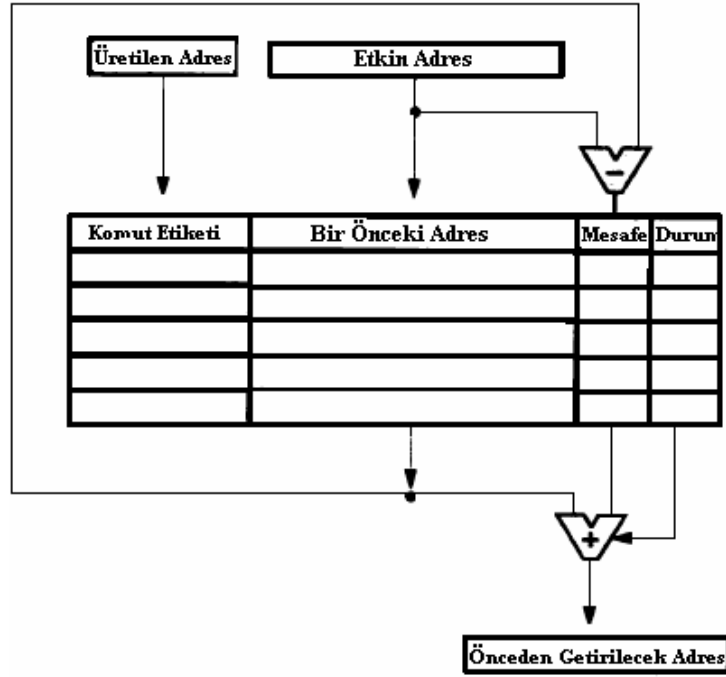 Üretilen Adres
Etkin Adres
-
Komut Etiketi
Bir Önceki Adres
Mesafe
Durum
+
Önceden Getirilecek Adres